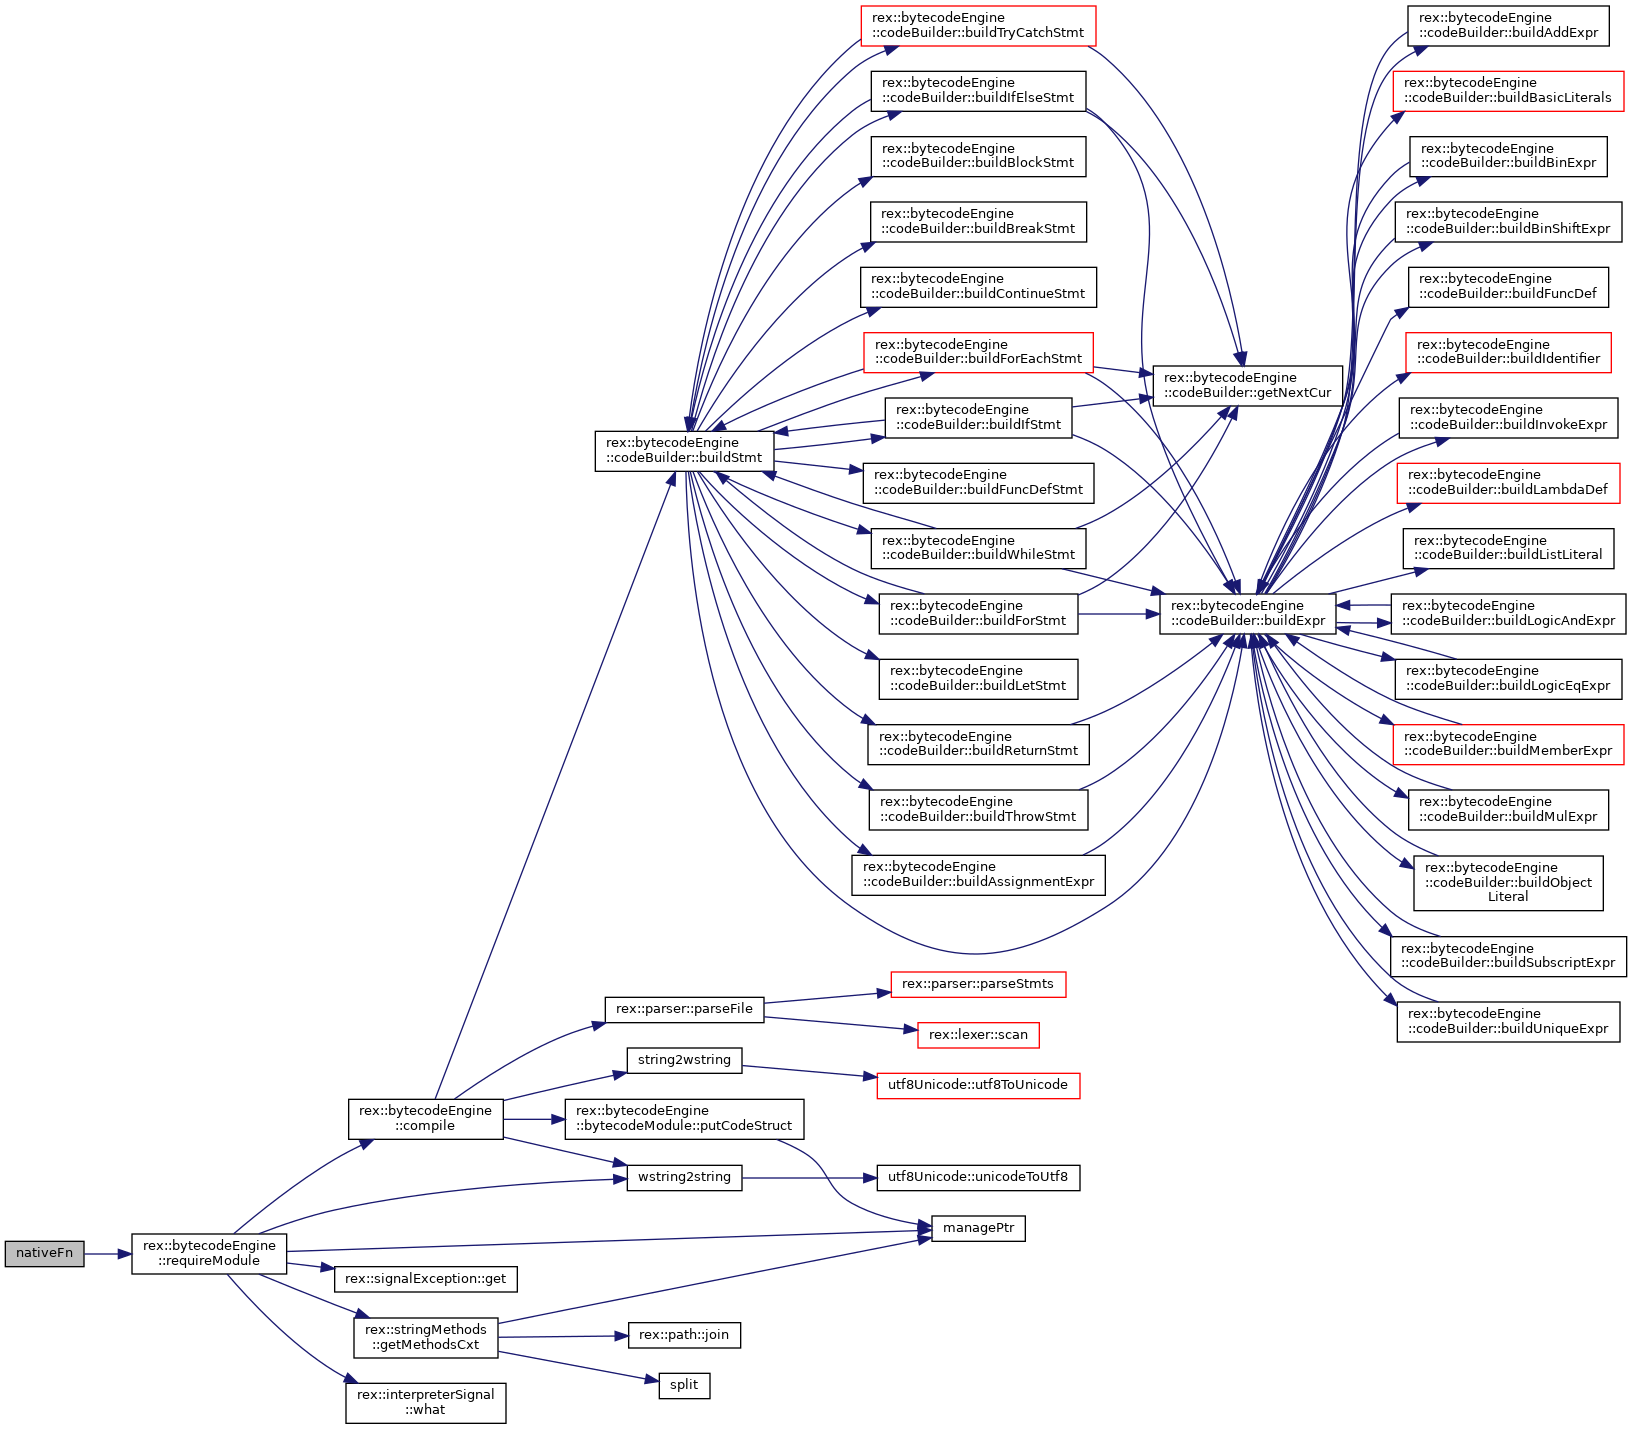 nativeFn
rex::bytecodeEngine
::requireModule
rex::bytecodeEngine
::compile
rex::signalException::get
rex::stringMethods
::getMethodsCxt
rex::interpreterSignal
::what
rex::bytecodeEngine
::codeBuilder::buildStmt
rex::parser::parseFile
string2wstring
rex::bytecodeEngine
::bytecodeModule::putCodeStruct
wstring2string
rex::path::join
split
rex::bytecodeEngine
::codeBuilder::buildTryCatchStmt
rex::bytecodeEngine
::codeBuilder::buildIfElseStmt
rex::bytecodeEngine
::codeBuilder::buildBlockStmt
rex::bytecodeEngine
::codeBuilder::buildBreakStmt
rex::bytecodeEngine
::codeBuilder::buildContinueStmt
rex::bytecodeEngine
::codeBuilder::buildForEachStmt
rex::bytecodeEngine
::codeBuilder::buildIfStmt
rex::bytecodeEngine
::codeBuilder::buildFuncDefStmt
rex::bytecodeEngine
::codeBuilder::buildWhileStmt
rex::bytecodeEngine
::codeBuilder::buildForStmt
rex::bytecodeEngine
::codeBuilder::buildLetStmt
rex::bytecodeEngine
::codeBuilder::buildReturnStmt
rex::bytecodeEngine
::codeBuilder::buildThrowStmt
rex::bytecodeEngine
::codeBuilder::buildAssignmentExpr
rex::parser::parseStmts
rex::lexer::scan
utf8Unicode::utf8ToUnicode
utf8Unicode::unicodeToUtf8
managePtr
rex::bytecodeEngine
::codeBuilder::getNextCur
rex::bytecodeEngine
::codeBuilder::buildExpr
rex::bytecodeEngine
::codeBuilder::buildAddExpr
rex::bytecodeEngine
::codeBuilder::buildBasicLiterals
rex::bytecodeEngine
::codeBuilder::buildBinExpr
rex::bytecodeEngine
::codeBuilder::buildBinShiftExpr
rex::bytecodeEngine
::codeBuilder::buildFuncDef
rex::bytecodeEngine
::codeBuilder::buildIdentifier
rex::bytecodeEngine
::codeBuilder::buildInvokeExpr
rex::bytecodeEngine
::codeBuilder::buildLambdaDef
rex::bytecodeEngine
::codeBuilder::buildListLiteral
rex::bytecodeEngine
::codeBuilder::buildLogicAndExpr
rex::bytecodeEngine
::codeBuilder::buildLogicEqExpr
rex::bytecodeEngine
::codeBuilder::buildMemberExpr
rex::bytecodeEngine
::codeBuilder::buildMulExpr
rex::bytecodeEngine
::codeBuilder::buildObject
Literal
rex::bytecodeEngine
::codeBuilder::buildSubscriptExpr
rex::bytecodeEngine
::codeBuilder::buildUniqueExpr